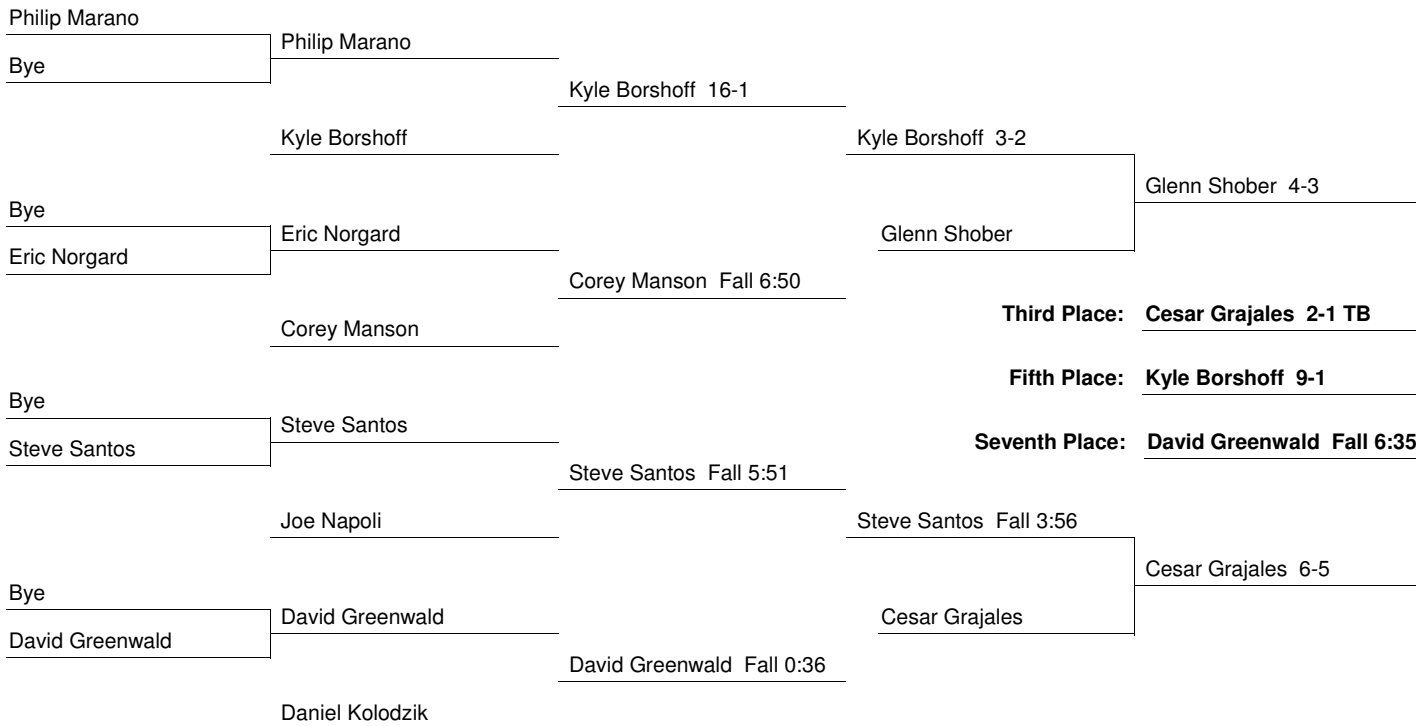 Philip Marano
Philip Marano
Bye
Kyle Borshoff 16-1
Kyle Borshoff
Kyle Borshoff 3-2
Glenn Shober 4-3
Bye
Eric Norgard
Glenn Shober
Eric Norgard
Corey Manson Fall 6:50
Third Place: Cesar Grajales 2-1 TB
Corey Manson
Fifth Place: Kyle Borshoff 9-1
Bye
Steve Santos
Steve Santos
Seventh Place: David Greenwald Fall 6:35
Steve Santos Fall 5:51
Joe Napoli
Steve Santos Fall 3:56
Cesar Grajales 6-5
Bye
David Greenwald
Cesar Grajales
David Greenwald
David Greenwald Fall 0:36
Daniel Kolodzik